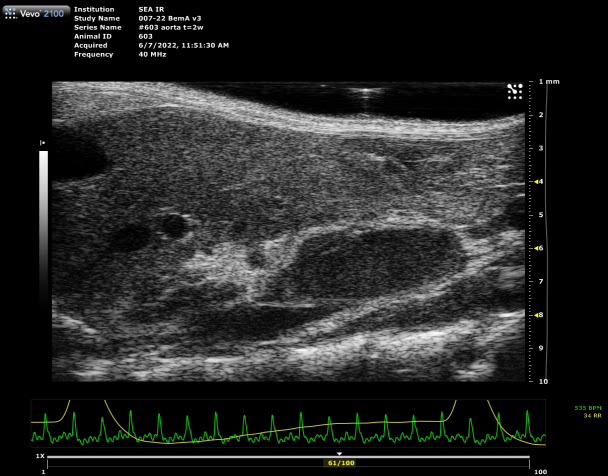 Vevo 2100
Institution SEA IR
Study Name 007-22 BemA v3
Series Name #603 aorta t=2w
Animal ID 603
Acquired 6/7/2022, 11:51:30 AM
Frequency 40 MHz
1 mm
2
3
4
5
6
7
8
9
10
535 BPM
34 RR
1X
61/100
1
100